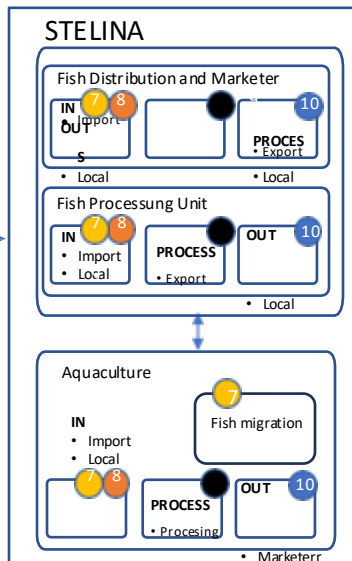 STELINA
Fish Distribution and Marketer
7 8 10
IN
• Import
OUT
S
PROCES
• Export
• Local
• Local
Fish Processung Unit
7 8 10
IN
• Import
• Local
PROCESS
• Export
OUT
• Local
Aquaculture
7
Fish migration
IN
• Import
• Local
7 8 10
PROCESS
• Procesing
OUT
• Marketerr